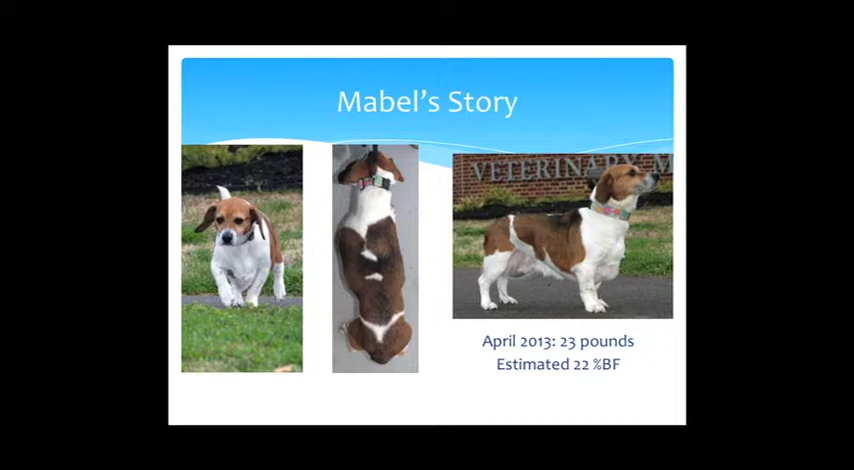 Mabel's Story
VETERINARY M
April 2013: 23 pounds
Estimated 22 %BF